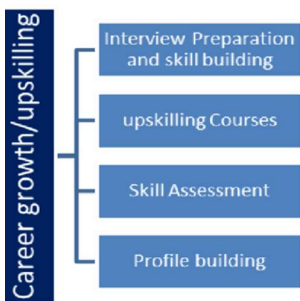 Career growth/upskilling
Interview Preparation
and skill building
upskilling Courses
Skill Assessment
Profile building